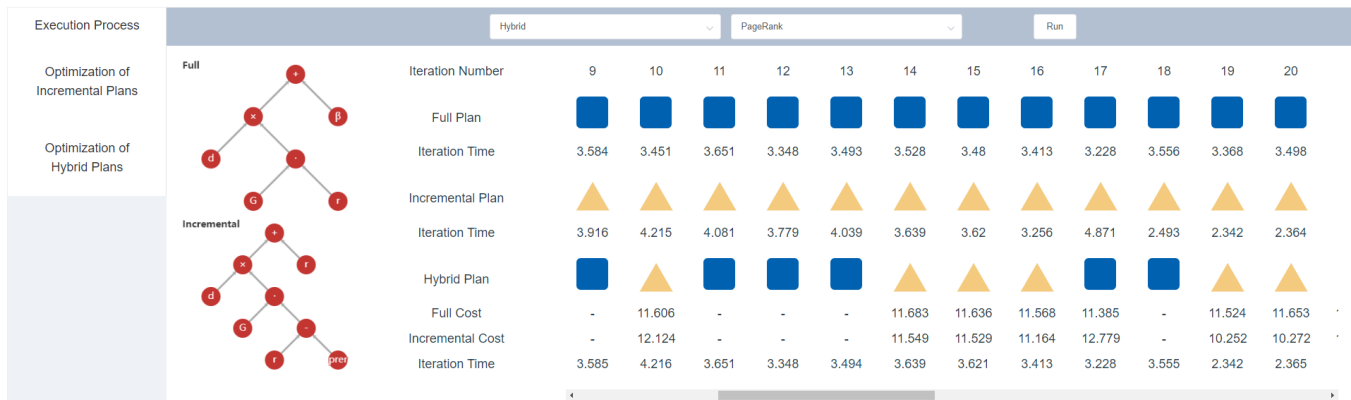 Execution Process
Hybrid
PageRank
Run
Optimization of
Incremental Plans
Optimization of
Hybrid Plans
Full
+
×
β
d
·
G
r
Incremental
+
×
r
d
·
G
-
r
prer
Iteration Number 9 10 11 12 13 14 15 16 17 18 19 20
Full Plan
Iteration Time 3.584 3.451 3.651 3.348 3.493 3.528 3.48 3.413 3.228 3.556 3.368 3.498
Incremental Plan
Iteration Time 3.916 4.215 4.081 3.779 4.039 3.639 3.62 3.256 4.871 2.493 2.342 2.364
Hybrid Plan
Full Cost - 11.606 - - - 11.683 11.636 11.568 11.385 - 11.524 11.653
Incremental Cost - 12.124 - - - 11.549 11.529 11.164 12.779 - 10.252 10.272
Iteration Time 3.585 4.216 3.651 3.348 3.494 3.639 3.621 3.413 3.228 3.555 2.342 2.365